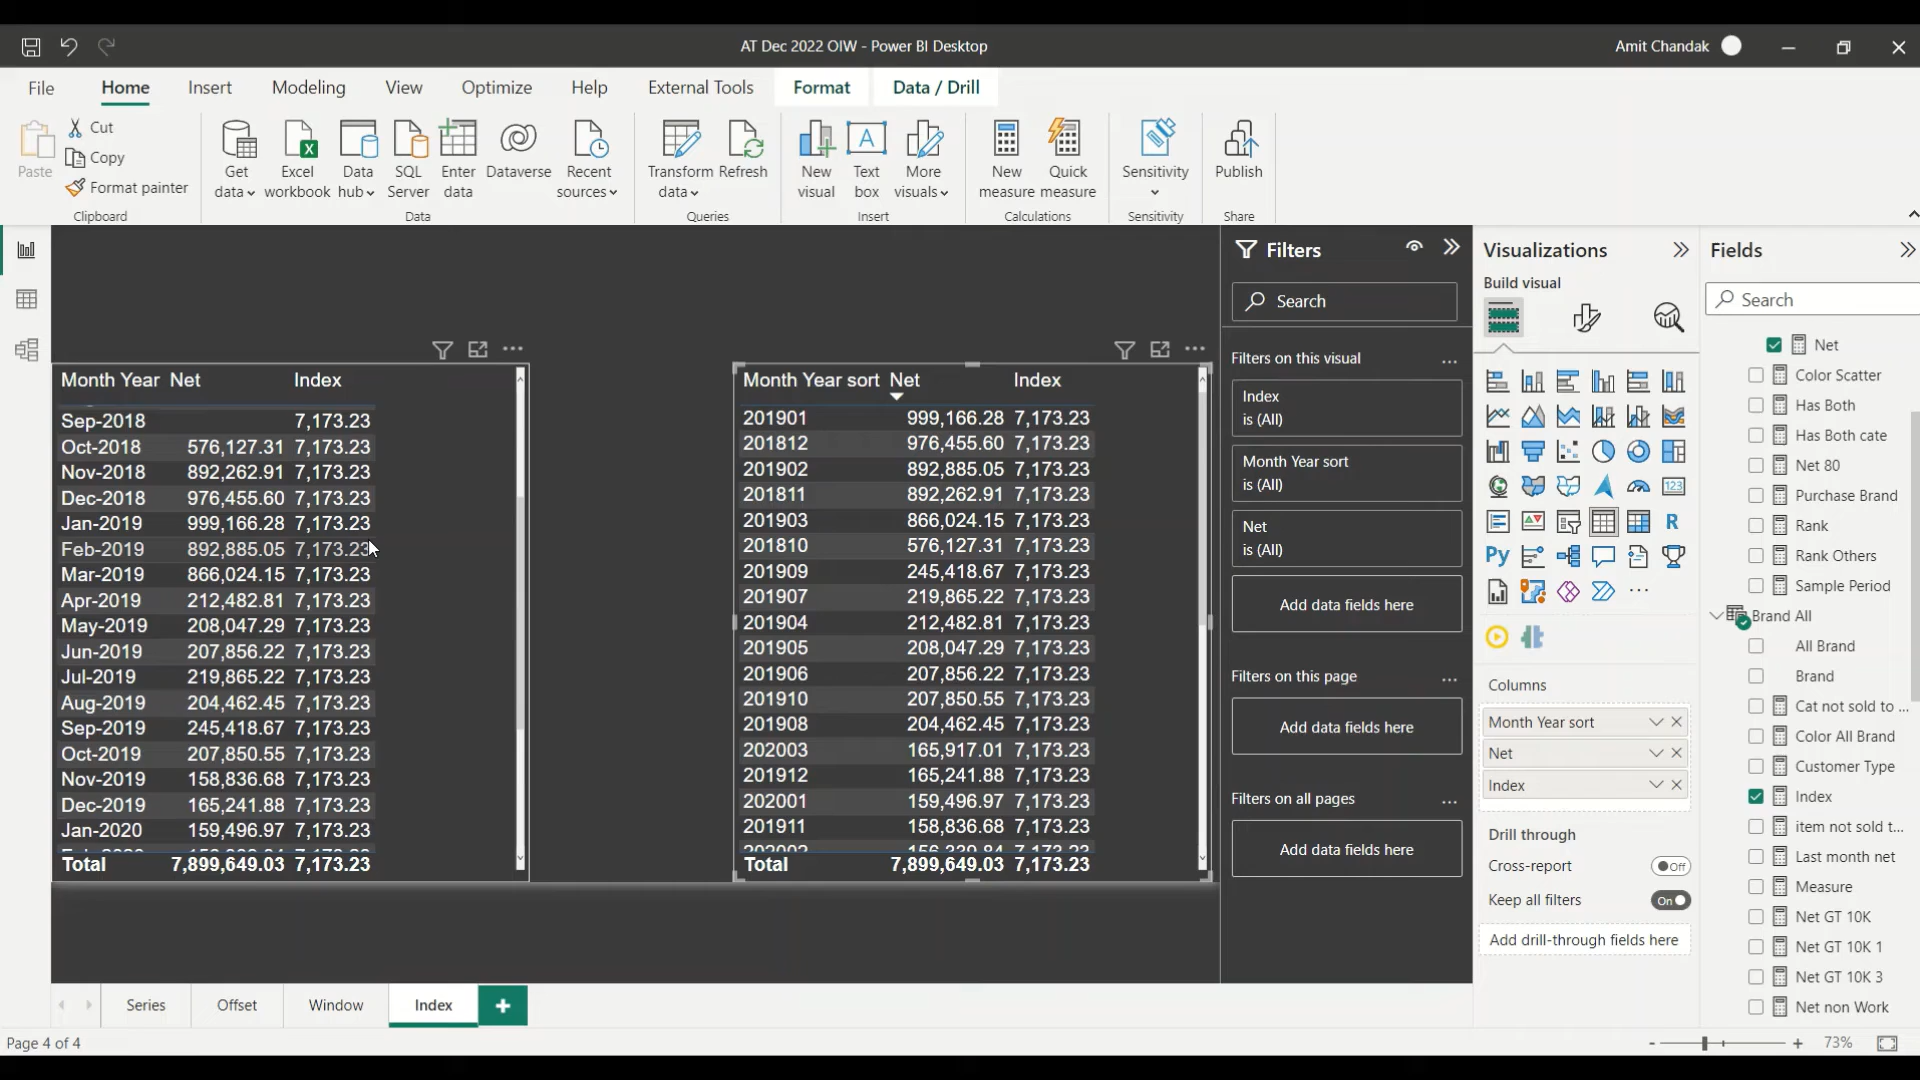 AT Dec 2022 OIW - Power BI Desktop
Amit Chandak
File Home Insert Modeling View Optimize Help External Tools Format Data / Drill
Paste
Cut
Copy
Format painter
Clipboard
Get data
Excel workbook
Data hub
SQL Server
Enter data
Dataverse
Recent sources
Data
Transform data
Refresh
Queries
New visual
Text box
More visuals
Insert
New measure
Quick measure
Calculations
Sensitivity
Sensitivity
Publish
Share
Month Year Net Index
Sep-2018 7,173.23
Oct-2018 576,127.31 7,173.23
Nov-2018 892,262.91 7,173.23
Dec-2018 976,455.60 7,173.23
Jan-2019 999,166.28 7,173.23
Feb-2019 892,885.05 7,173.23
Mar-2019 866,024.15 7,173.23
Apr-2019 212,482.81 7,173.23
May-2019 208,047.29 7,173.23
Jun-2019 207,856.22 7,173.23
Jul-2019 219,865.22 7,173.23
Aug-2019 204,462.45 7,173.23
Sep-2019 245,418.67 7,173.23
Oct-2019 207,850.55 7,173.23
Nov-2019 158,836.68 7,173.23
Dec-2019 165,241.88 7,173.23
Jan-2020 159,496.97 7,173.23
Total 7,899,649.03 7,173.23
Month Year sort Net Index
201901 999,166.28 7,173.23
201812 976,455.60 7,173.23
201902 892,885.05 7,173.23
201811 892,262.91 7,173.23
201903 866,024.15 7,173.23
201810 576,127.31 7,173.23
201909 245,418.67 7,173.23
201907 219,865.22 7,173.23
201904 212,482.81 7,173.23
201905 208,047.29 7,173.23
201906 207,856.22 7,173.23
201910 207,850.55 7,173.23
201908 204,462.45 7,173.23
202003 165,917.01 7,173.23
201912 165,241.88 7,173.23
202001 159,496.97 7,173.23
201911 158,836.68 7,173.23
Total 7,899,649.03 7,173.23
Filters
Search
Filters on this visual ...
Index
is (All)
Month Year sort
is (All)
Net
is (All)
Add data fields here
Filters on this page ...
Add data fields here
Filters on all pages ...
Add data fields here
Visualizations
Build visual
123
R
Py
...
Columns
Month Year sort
Net
Index
Drill through
Cross-report Off
Keep all filters On
Add drill-through fields here
Fields
Search
Net
Color Scatter
Has Both
Has Both cate
Net 80
Purchase Brand
Rank
Rank Others
Sample Period
Brand All
All Brand
Brand
Cat not sold to ...
Color All Brand
Customer Type
Index
item not sold t...
Last month net
Measure
Net GT 10K
Net GT 10K 1
Net GT 10K 3
Net non Work
Series Offset Window Index +
Page 4 of 4
- + 73%